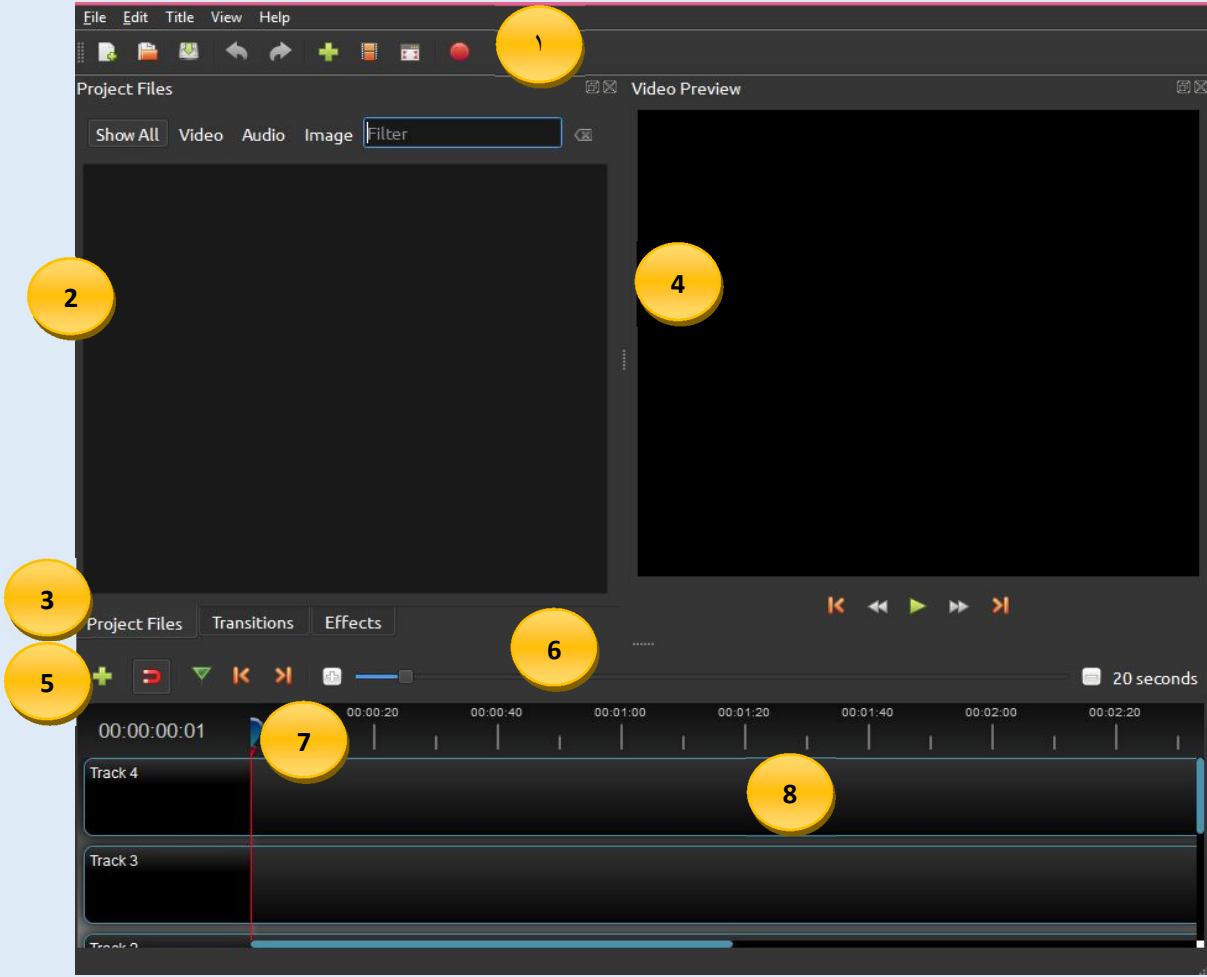 File Edit Title View Help
١
Project Files
Video Preview
Show All Video Audio Image Filter
2
4
3
Project Files Transitions Effects
6
5
20 seconds
00:00:20 00:00:40 00:01:00 00:01:20 00:01:40 00:02:00 00:02:20
00:00:00:01
7
Track 4
8
Track 3